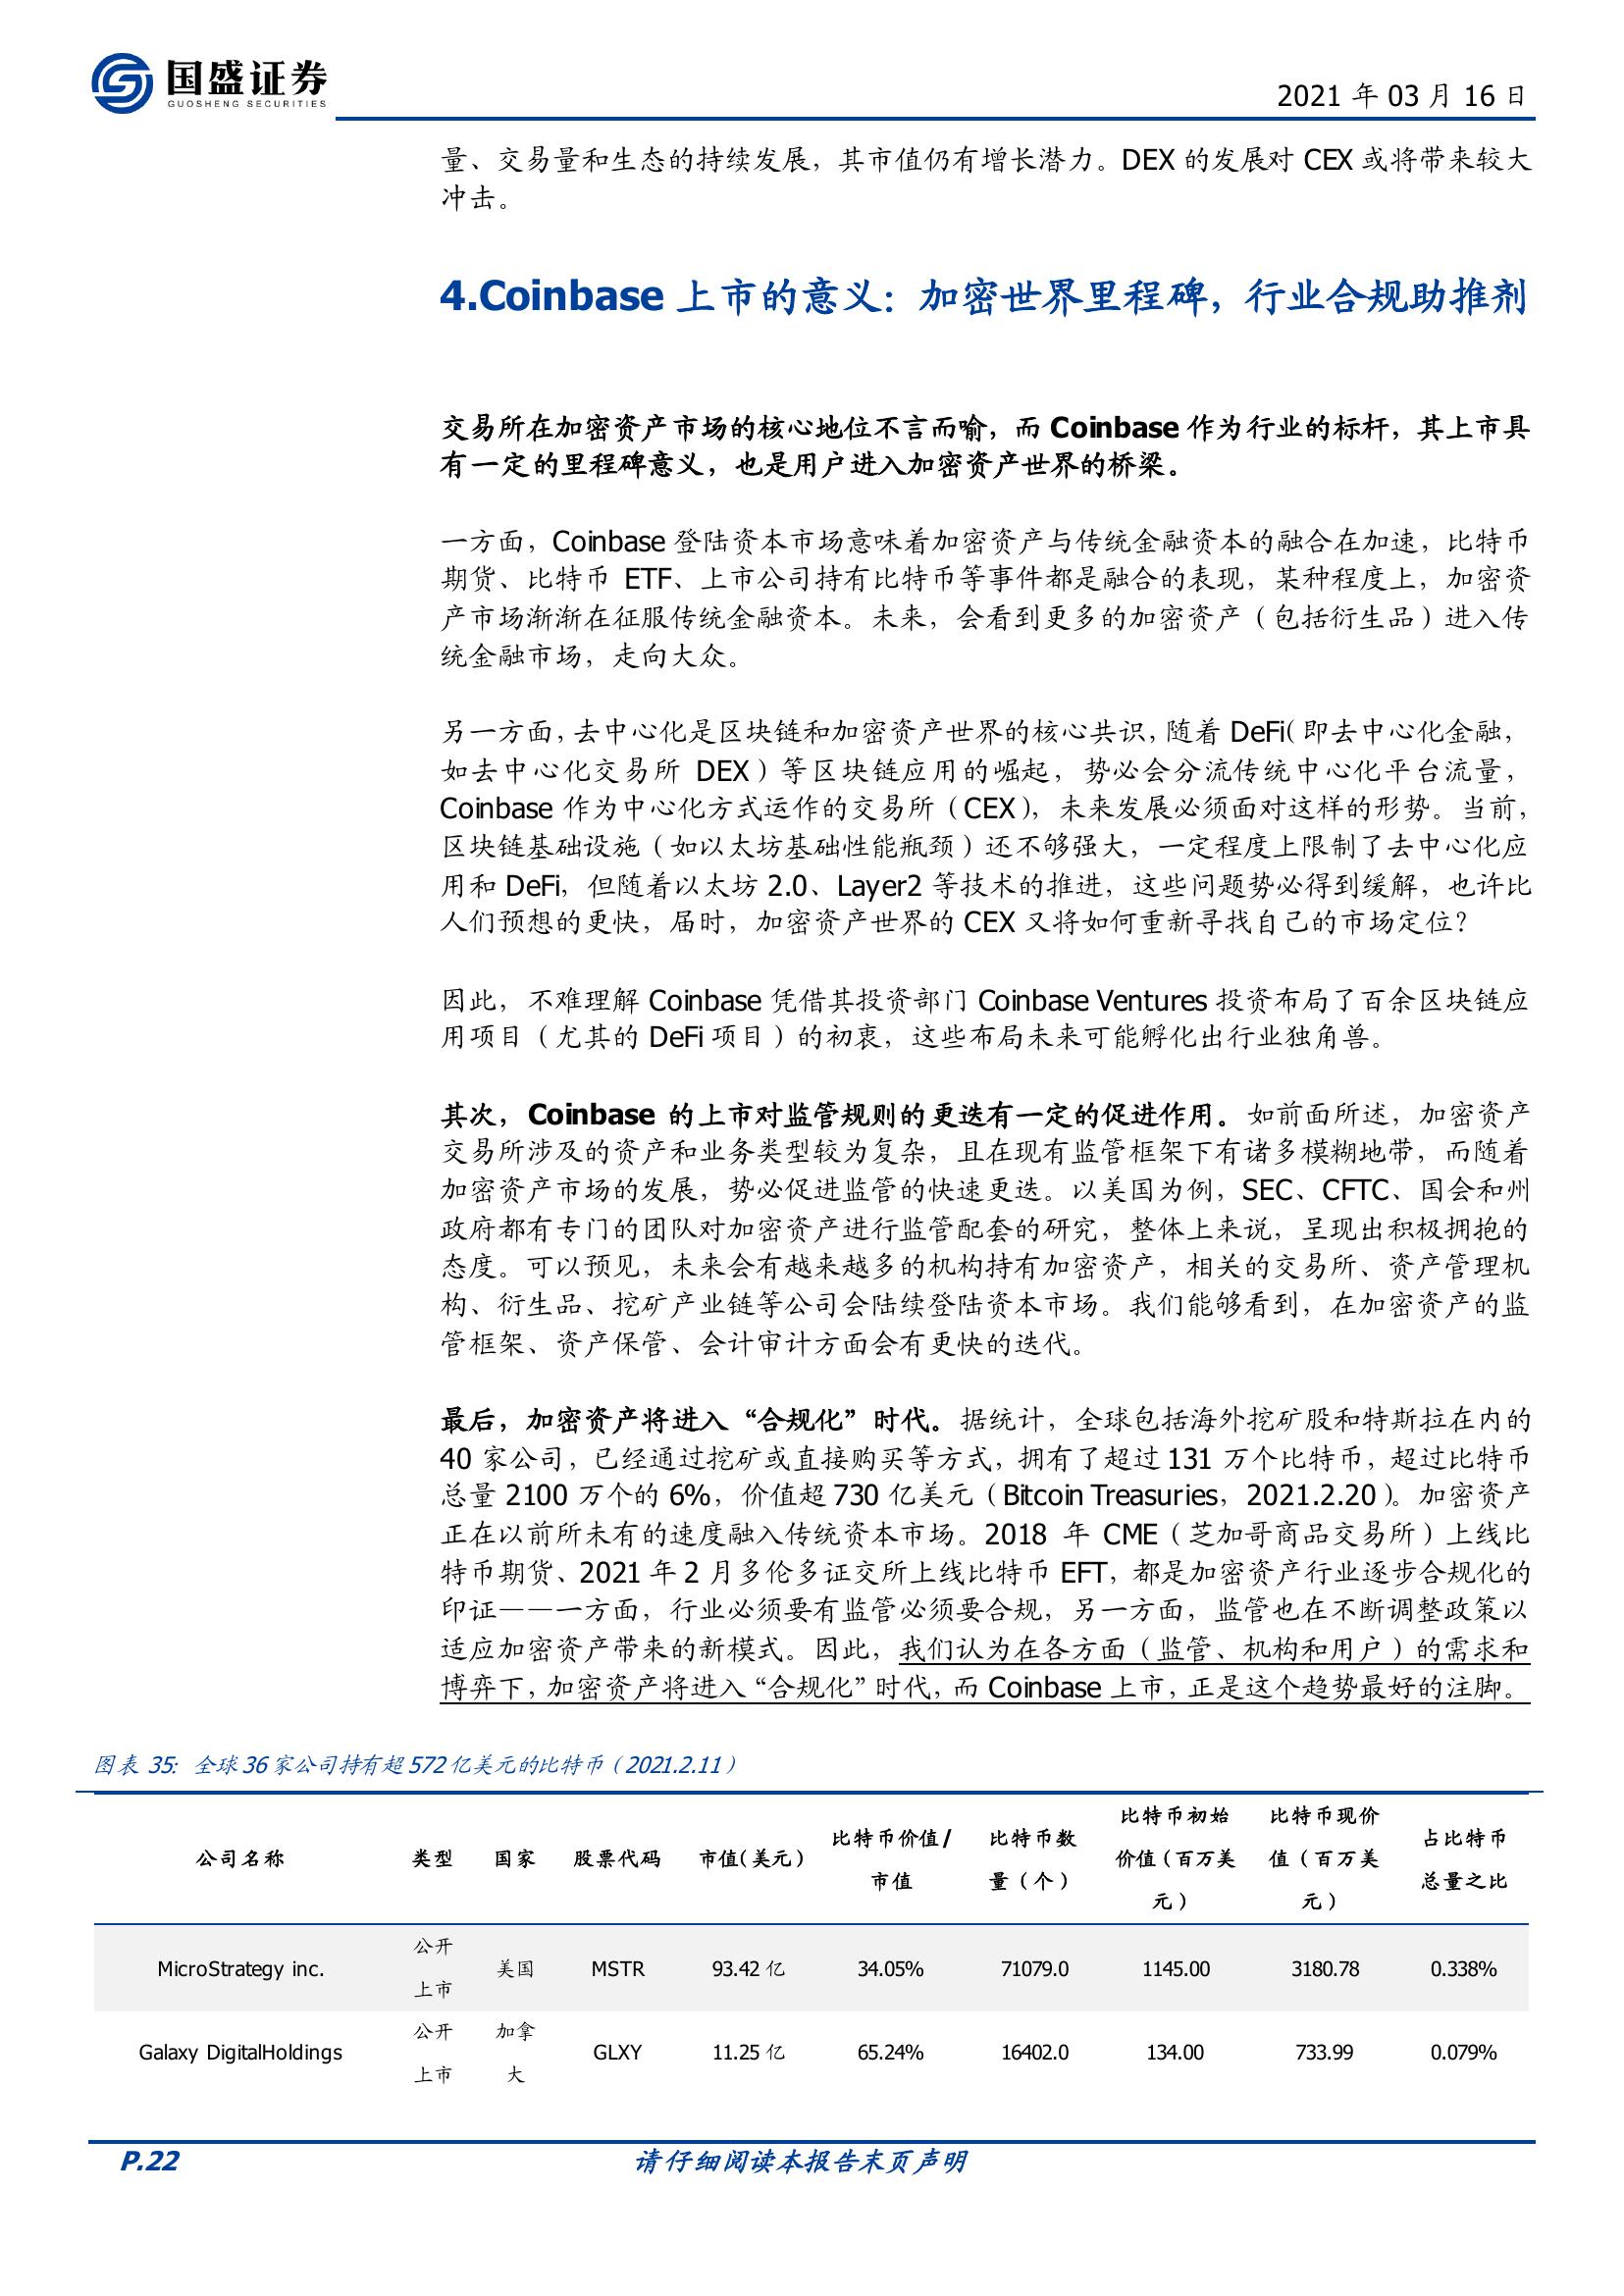 国盛证券
GUOSHENG SECURITIES
2021 年 03 月 16 日
量、交易量和生态的持续发展，其市值仍有增长潜力。DEX 的发展对 CEX 或将带来较大
冲击。
4.Coinbase 上市的意义：加密世界里程碑，行业合规助推剂
交易所在加密资产市场的核心地位不言而喻，而 Coinbase 作为行业的标杆，其上市具
有一定的里程碑意义，也是用户进入加密资产世界的桥梁。
一方面，Coinbase 登陆资本市场意味着加密资产与传统金融资本的融合在加速，比特币
期货、比特币 ETF、上市公司持有比特币等事件都是融合的表现，某种程度上，加密资
产市场渐渐在征服传统金融资本。未来，会看到更多的加密资产（包括衍生品）进入传
统金融市场，走向大众。
另一方面，去中心化是区块链和加密资产世界的核心共识，随着 DeFi（即去中心化金融，
如去中心化交易所 DEX）等区块链应用的崛起，势必会分流传统中心化平台流量，
Coinbase 作为中心化方式运作的交易所（CEX），未来发展必须面对这样的形势。当前，
区块链基础设施（如以太坊基础性能瓶颈）还不够强大，一定程度上限制了去中心化应
用和 DeFi，但随着以太坊 2.0、Layer2 等技术的推进，这些问题势必得到缓解，也许比
人们预想的更快，届时，加密资产世界的 CEX 又将如何重新寻找自己的市场定位？
因此，不难理解 Coinbase 凭借其投资部门 Coinbase Ventures 投资布局了百余区块链应
用项目（尤其的 DeFi 项目）的初衷，这些布局未来可能孵化出行业独角兽。
其次，Coinbase 的上市对监管规则的更迭有一定的促进作用。如前面所述，加密资产
交易所涉及的资产和业务类型较为复杂，且在现有监管框架下有诸多模糊地带，而随着
加密资产市场的发展，势必促进监管的快速更迭。以美国为例，SEC、CFTC、国会和州
政府都有专门的团队对加密资产进行监管配套的研究，整体上来说，呈现出积极拥抱的
态度。可以预见，未来会有越来越多的机构持有加密资产，相关的交易所、资产管理机
构、衍生品、挖矿产业链等公司会陆续登陆资本市场。我们能够看到，在加密资产的监
管框架、资产保管、会计审计方面会有更快的迭代。
最后，加密资产将进入“合规化”时代。据统计，全球包括海外挖矿股和特斯拉在内的
40 家公司，已经通过挖矿或直接购买等方式，拥有了超过 131 万个比特币，超过比特币
总量 2100 万个的 6%，价值超 730 亿美元（Bitcoin Treasuries，2021.2.20）。加密资产
正在以前所未有的速度融入传统资本市场。2018 年 CME（芝加哥商品交易所）上线比
特币期货、2021 年 2 月多伦多证交所上线比特币 EFT，都是加密资产行业逐步合规化的
印证——一方面，行业必须要有监管必须要合规，另一方面，监管也在不断调整政策以
适应加密资产带来的新模式。因此，我们认为在各方面（监管、机构和用户）的需求和
博弈下，加密资产将进入“合规化”时代，而 Coinbase 上市，正是这个趋势最好的注脚。
图表 35：全球 36 家公司持有超 572 亿美元的比特币（2021.2.11）
公司名称 类型 国家 股票代码 市值（美元） 比特币价值/市值 比特币数量（个） 比特币初始价值（百万美元） 比特币现价值（百万美元） 占比特币总量之比
MicroStrategy inc. 公开上市 美国 MSTR 93.42 亿 34.05% 71079.0 1145.00 3180.78 0.338%
Galaxy DigitalHoldings 公开上市 加拿大 GLXY 11.25 亿 65.24% 16402.0 134.00 733.99 0.079%
P.22 请仔细阅读本报告末页声明